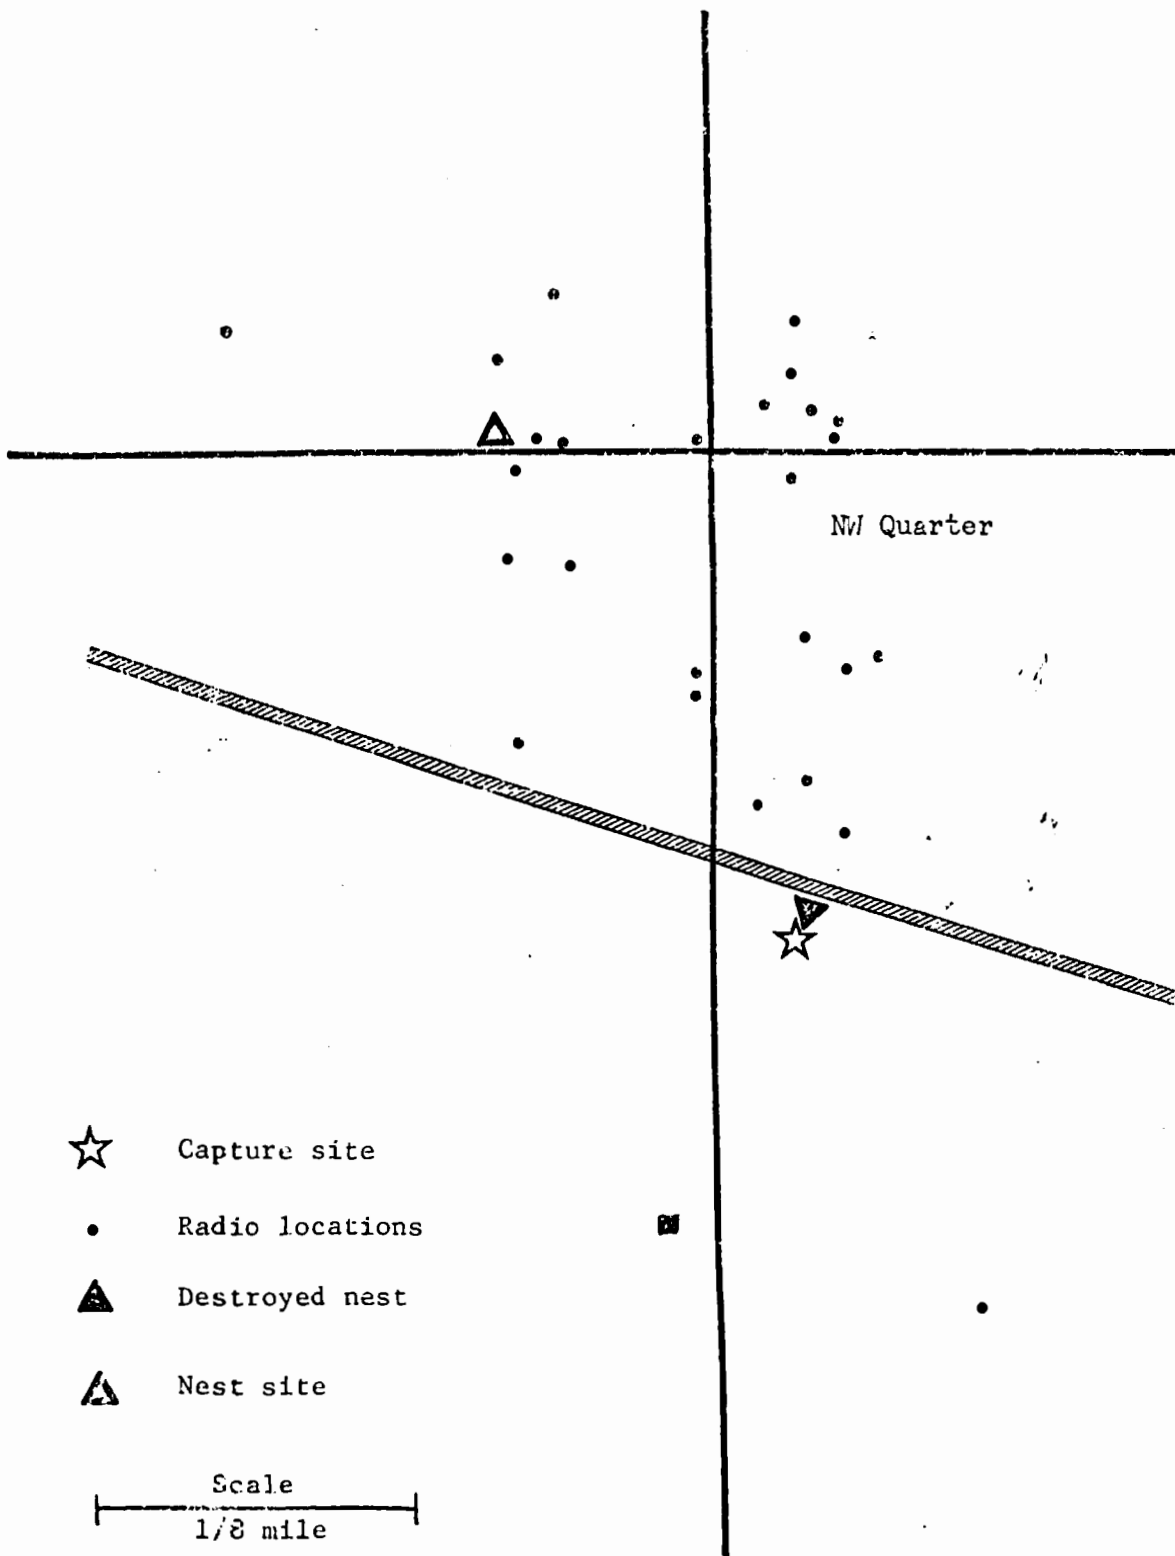 NW Quarter
Capture site
Radio locations
Destroyed nest
Nest site
Scale
1/8 mile